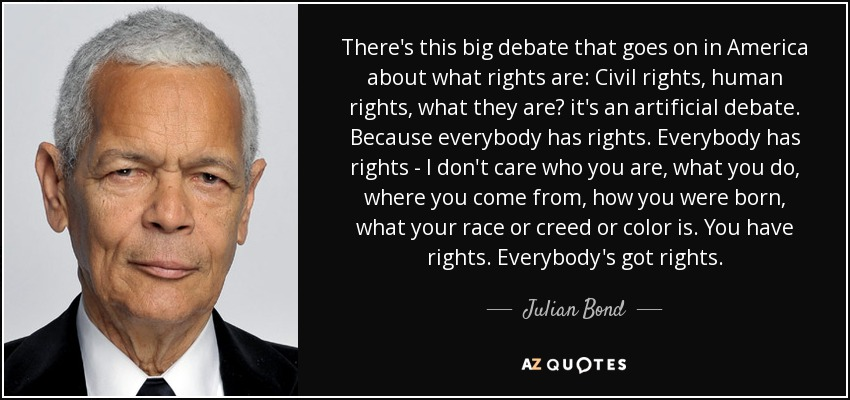 There's this big debate that goes on in America
about what rights are: Civil rights, human
rights, what they are? it's an artificial debate.
Because everybody has rights. Everybody has
rights - I don't care who you are, what you do,
where you come from, how you were born,
what your race or creed or color is. You have
rights. Everybody's got rights.
Julian Bond
AZ QUOTES